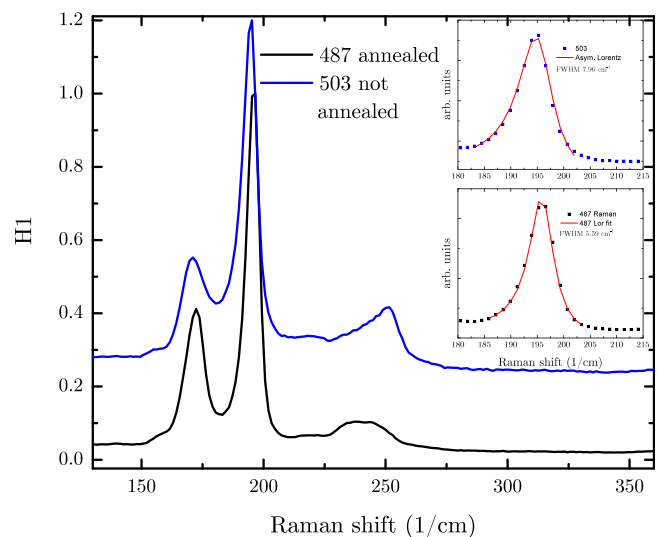 1.2
1.0
0.8
0.6
0.4
0.2
0.0
H1
487 annealed
503 not
annealed
150
200
250
300
350
Raman shift (1/cm)
503
Asym. Lorentz
FWHM 7.96 cm⁻¹
arb. units
180 185 190 195 200 205 210 215
487 Raman
487 Lor fit
FWHM 5.59 cm⁻¹
arb. units
180 185 190 195 200 205 210 215
Raman shift (1/cm)